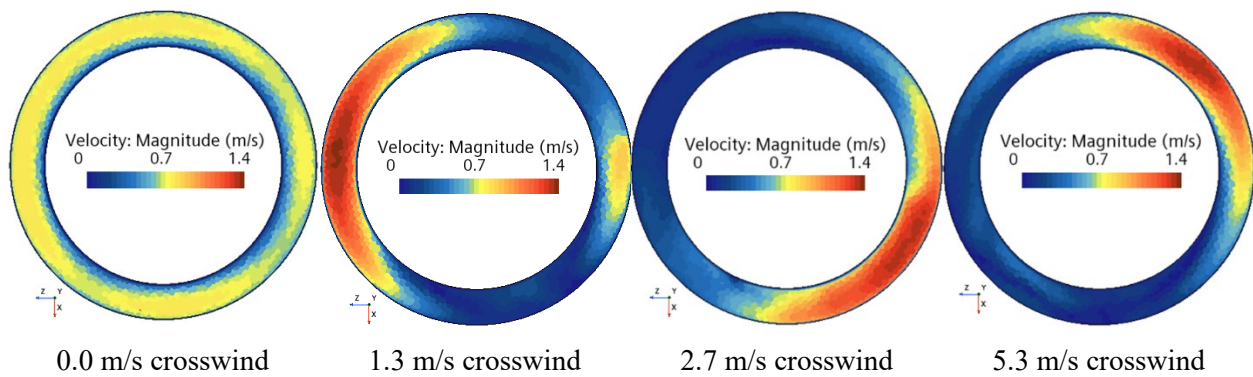 Velocity: Magnitude (m/s)
0 0.7 1.4
Z Y
X
0.0 m/s crosswind
Velocity: Magnitude (m/s)
0 0.7 1.4
Z Y
X
1.3 m/s crosswind
Velocity: Magnitude (m/s)
0 0.7 1.4
Z Y
X
2.7 m/s crosswind
Velocity: Magnitude (m/s)
0 0.7 1.4
Z Y
X
5.3 m/s crosswind